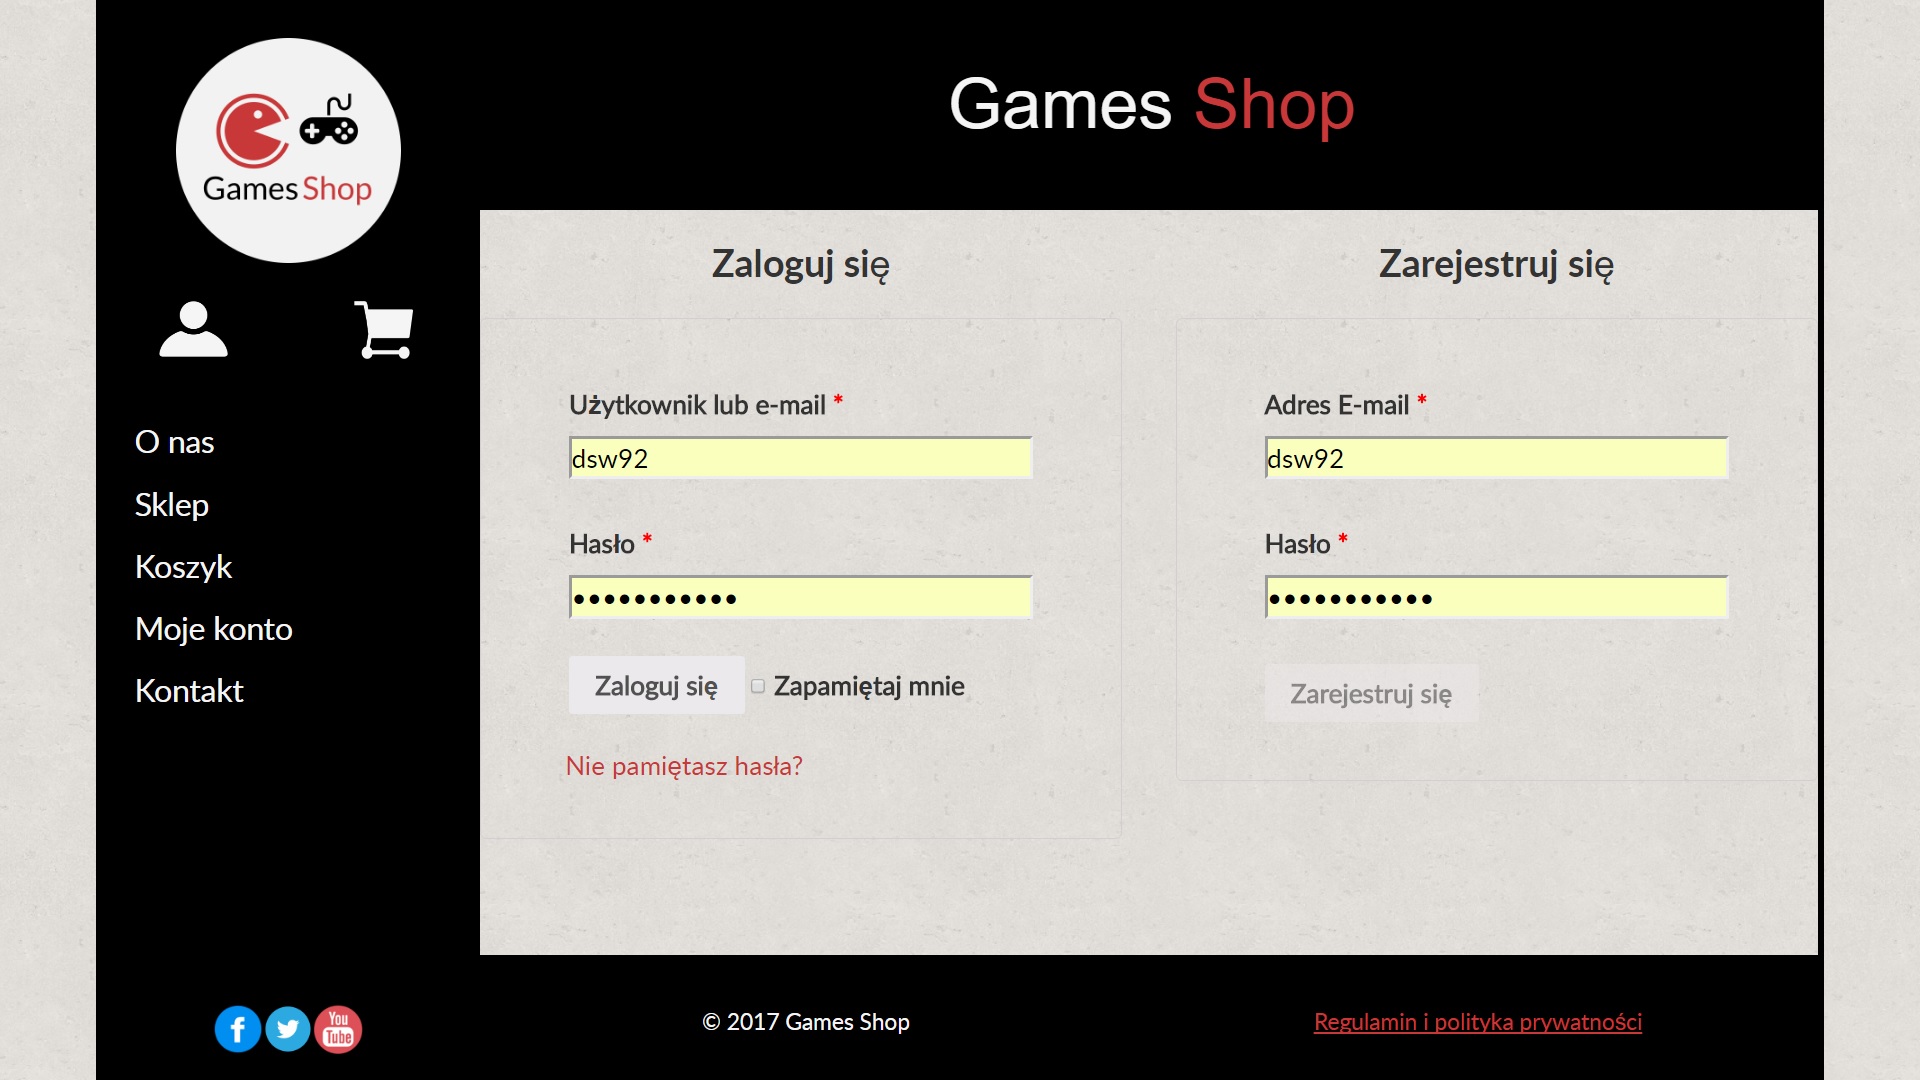 Games Shop
Games Shop
O nas
Sklep
Koszyk
Moje konto
Kontakt
Zaloguj się
Użytkownik lub e-mail *
dsw92
Hasło *
•••••••••••
Zaloguj się
Zapamiętaj mnie
Nie pamiętasz hasła?
Zarejestruj się
Adres E-mail *
dsw92
Hasło *
•••••••••••
Zarejestruj się
You
Tube
© 2017 Games Shop
Regulamin i polityka prywatności